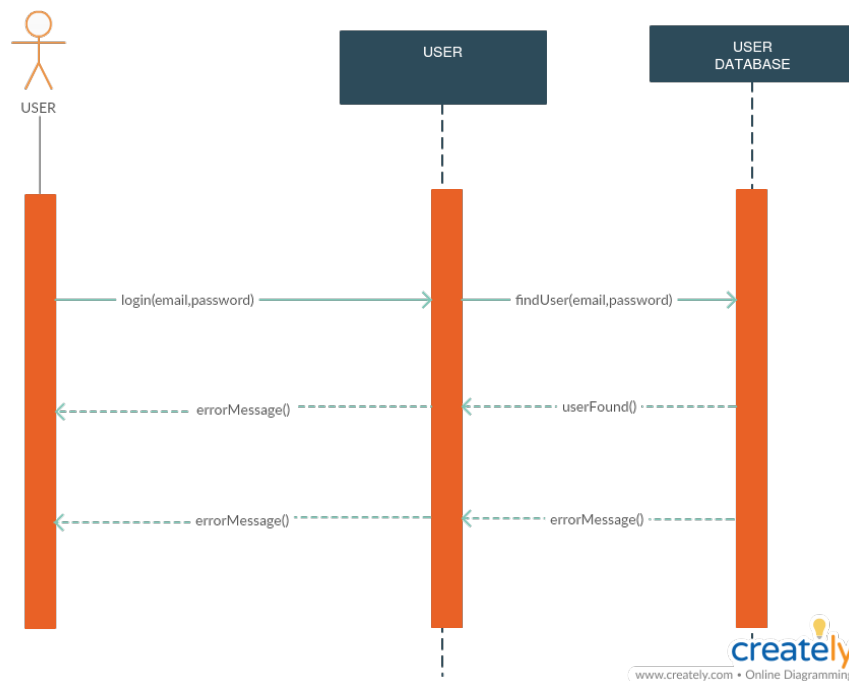 USER
USER
USER
DATABASE
login(email,password)
findUser(email,password)
errorMessage()
userFound()
errorMessage()
errorMessage()
creately
www.creately.com • Online Diagramming